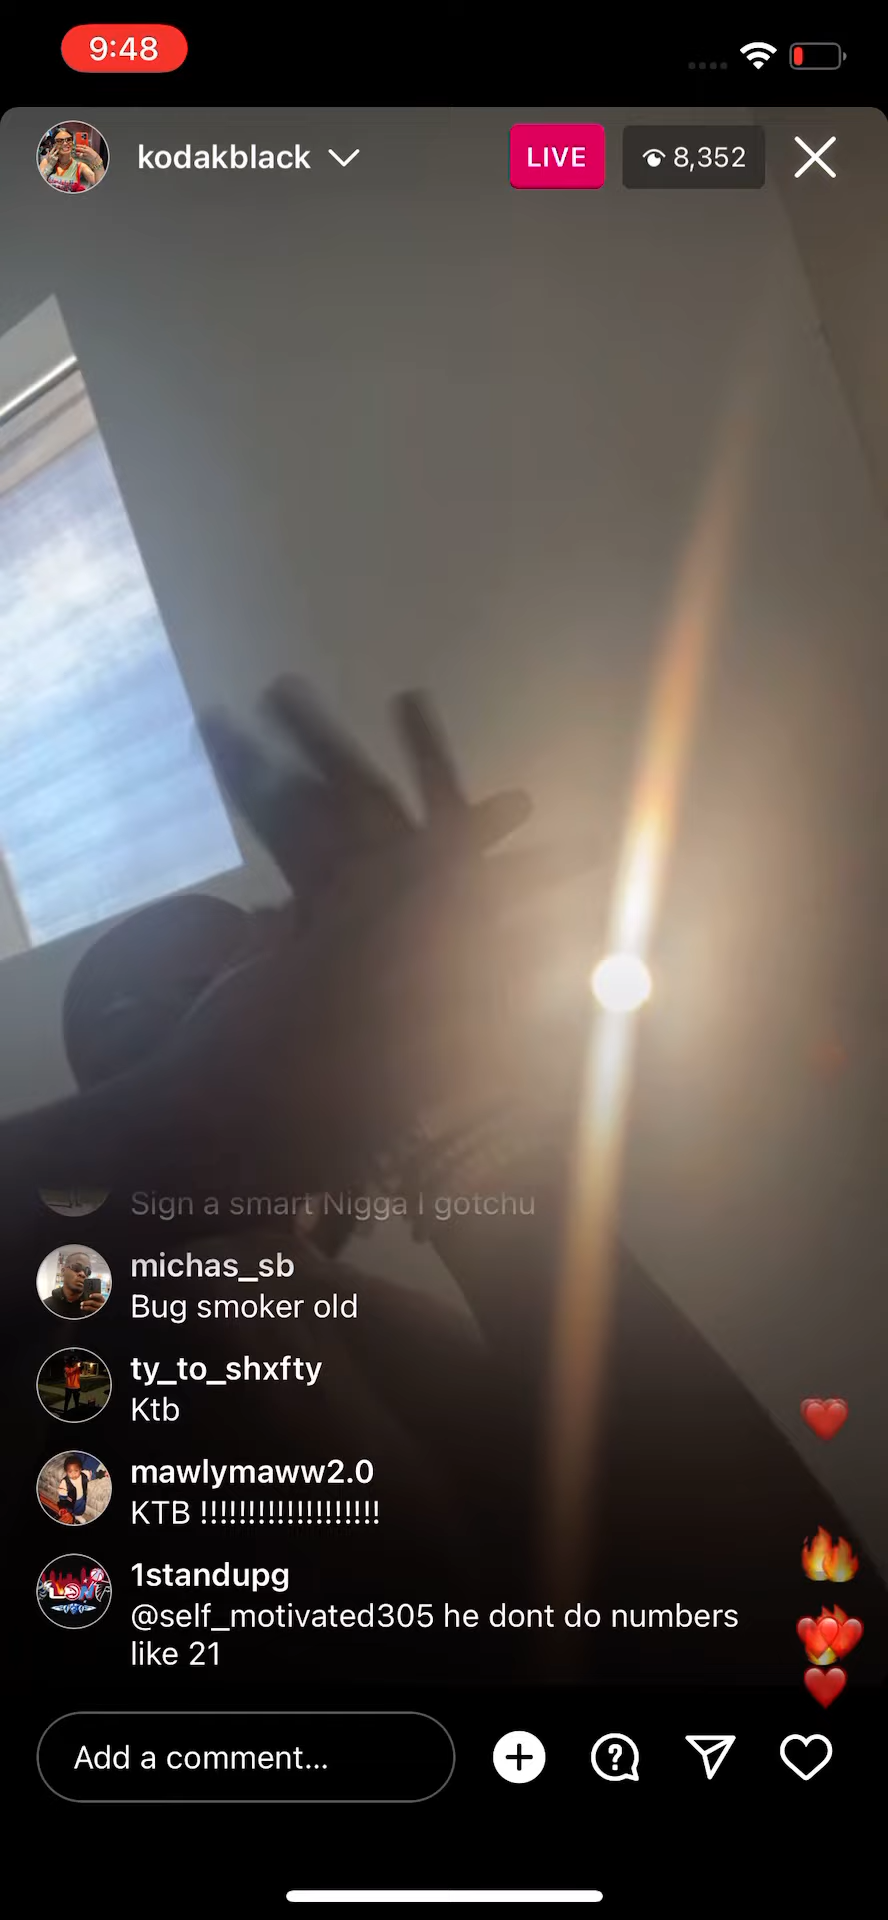 9:48
kodakblack
LIVE
8,352
Sign a smart Nigga I gotchu
michas_sb
Bug smoker old
ty_to_shxfty
Ktb
mawlymaww2.0
KTB !!!!!!!!!!!!!!!!!!!
1standupg
@self_motivated305 he dont do numbers
like 21
Add a comment...